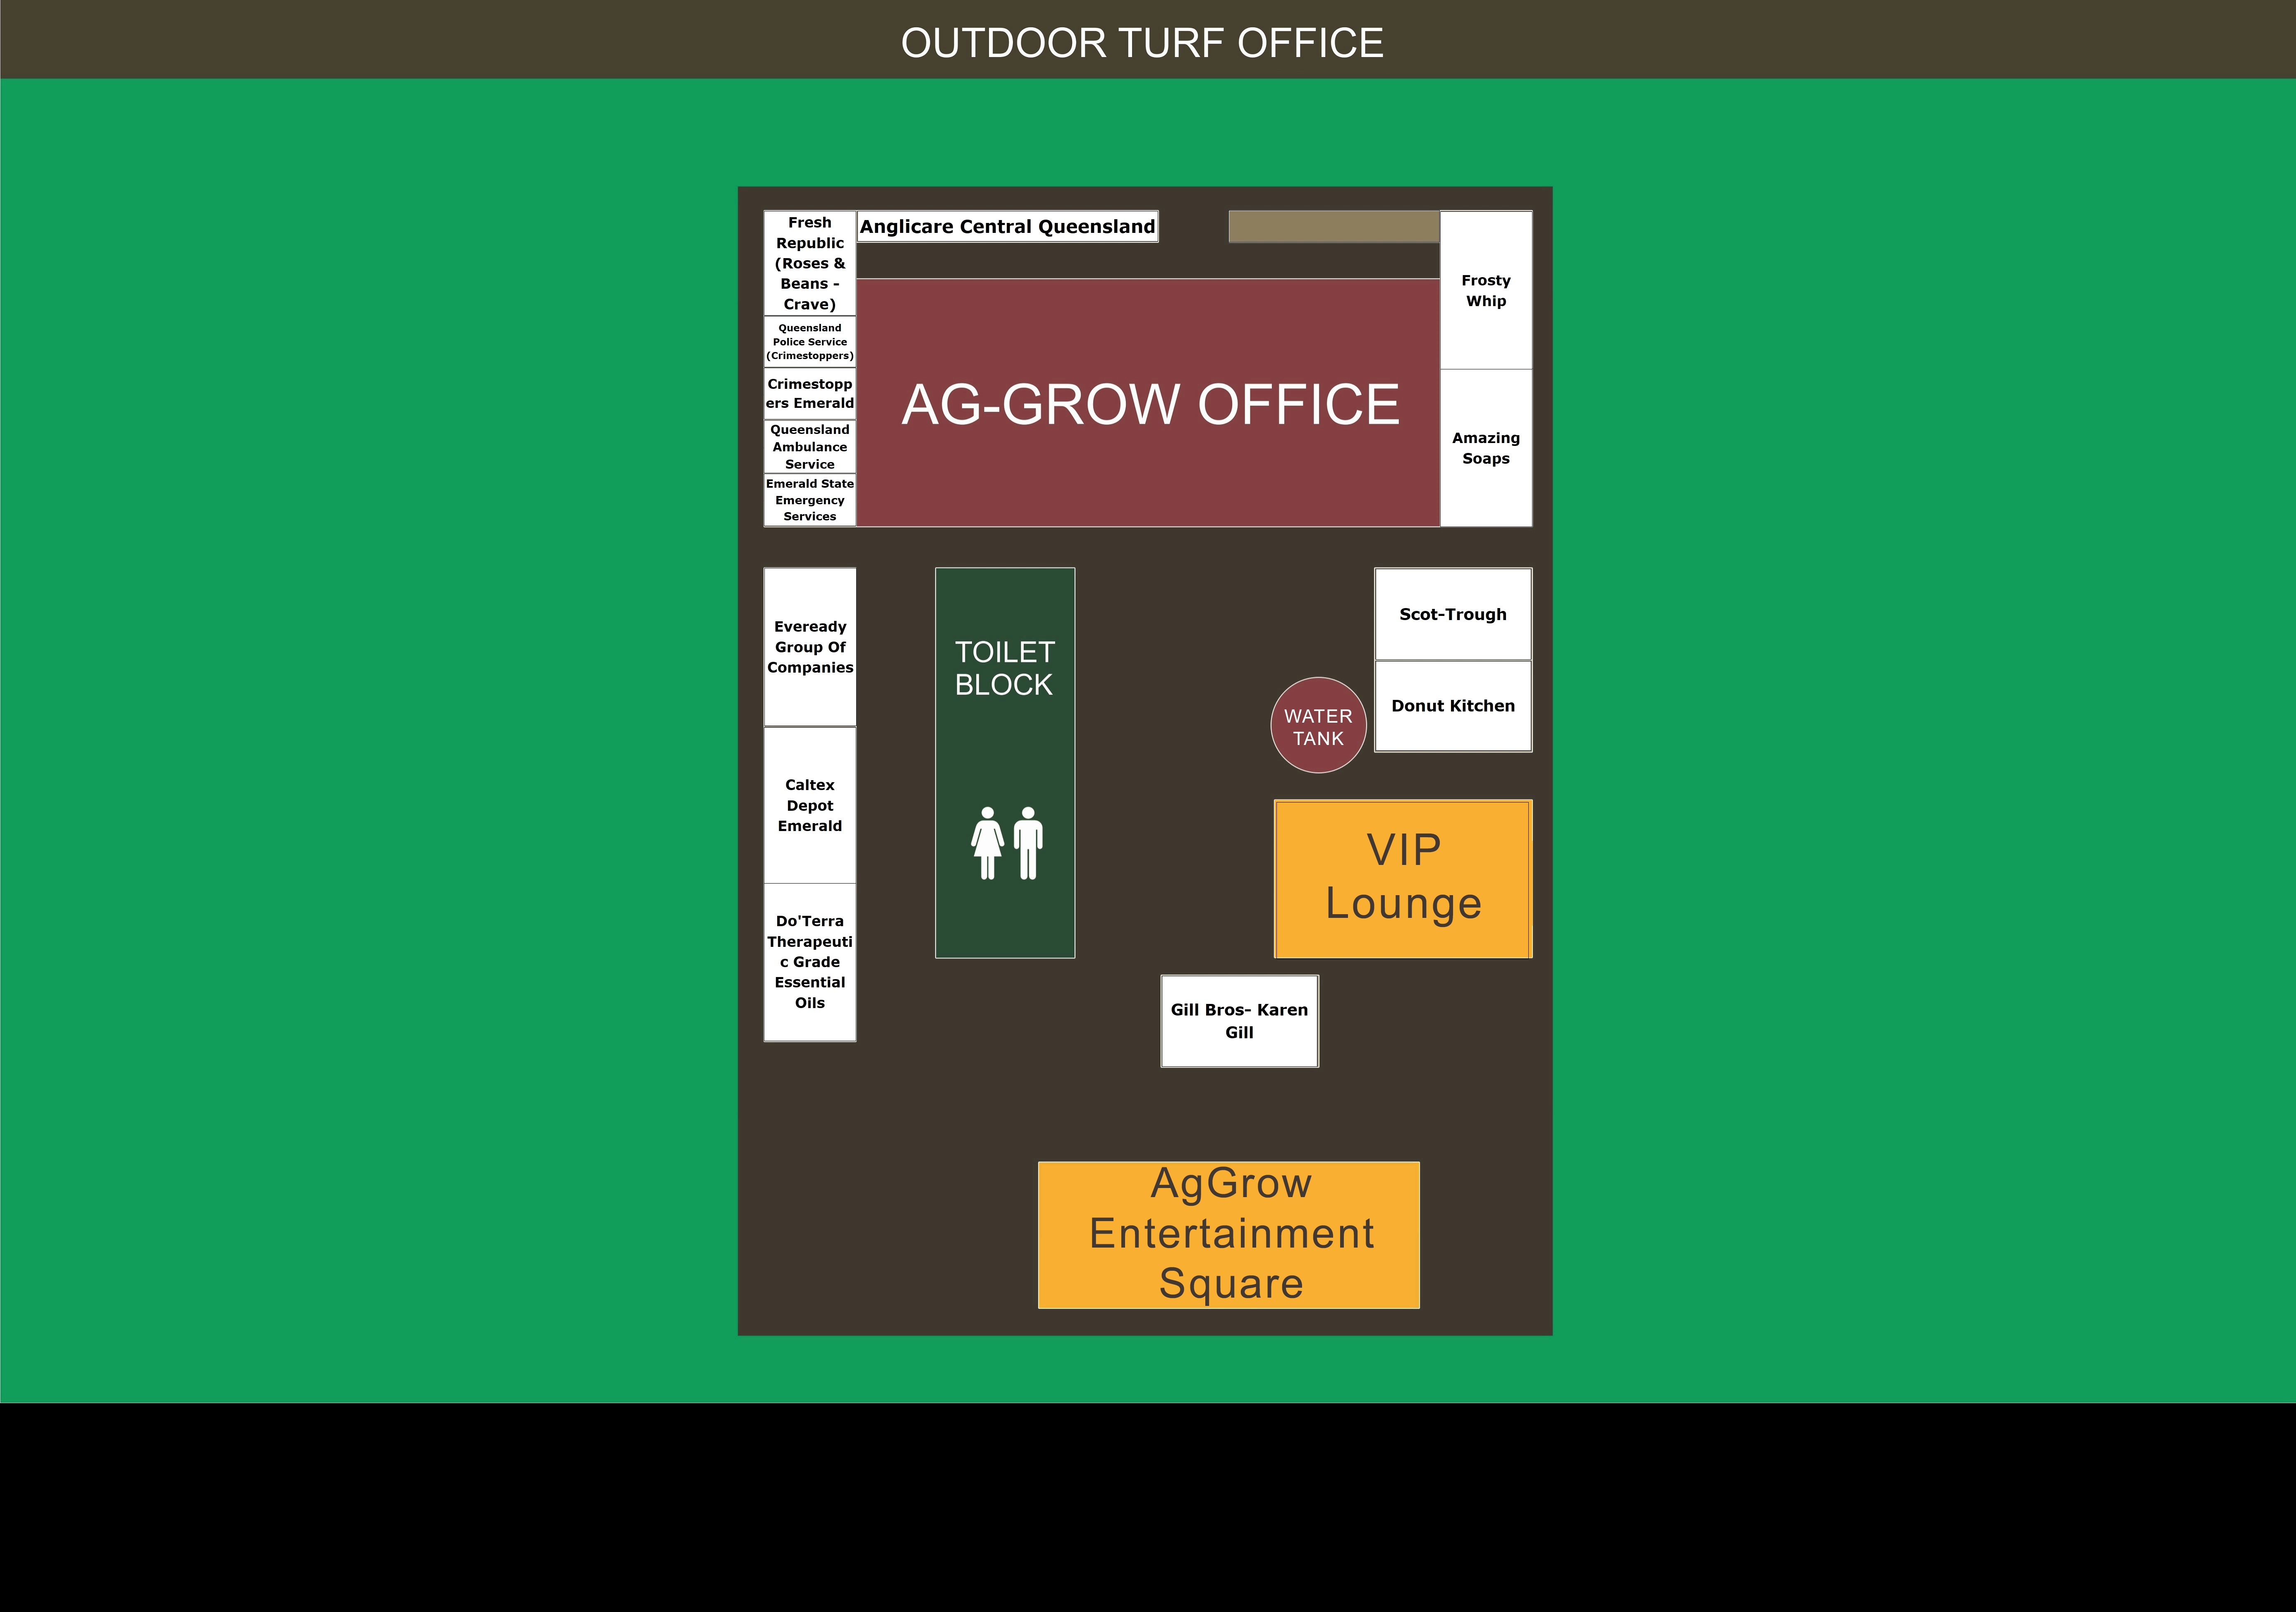 OUTDOOR TURF OFFICE
Fresh
Republic
(Roses &
Beans -
Crave)
Anglicare Central Queensland
Queensland
Police Service
(Crimestoppers)
Crimestopp
ers Emerald
Queensland
Ambulance
Service
Emerald State
Emergency
Services
AG-GROW OFFICE
Frosty
Whip
Amazing
Soaps
Eveready
Group Of
Companies
Caltex
Depot
Emerald
Do'Terra
Therapeuti
c Grade
Essential
Oils
TOILET
BLOCK
WATER
TANK
Scot-Trough
Donut Kitchen
VIP
Lounge
Gill Bros- Karen
Gill
AgGrow
Entertainment
Square